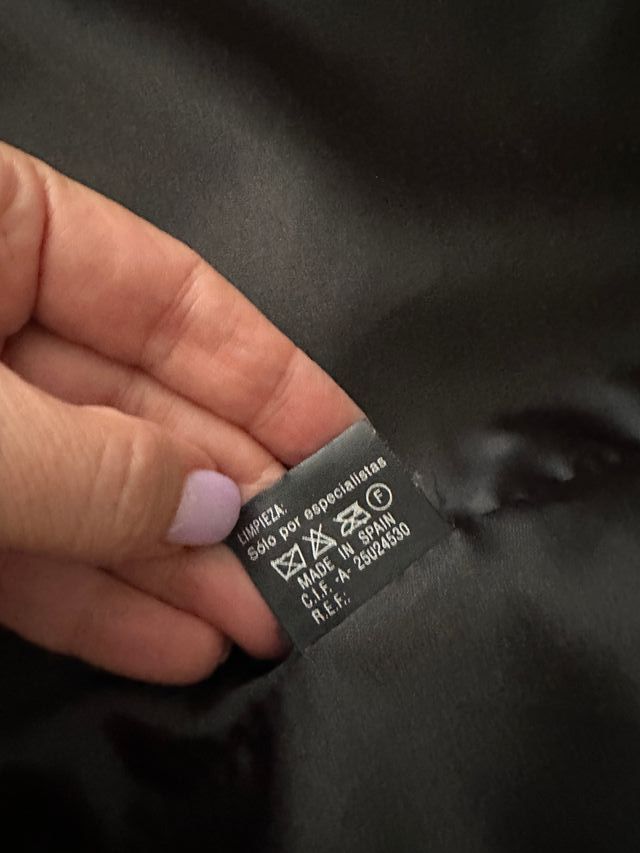 LIMPIEZA:
Sólo por especialistas
F
MADE IN SPAIN
C.I.F. -A- 25024530
R.E.F.: